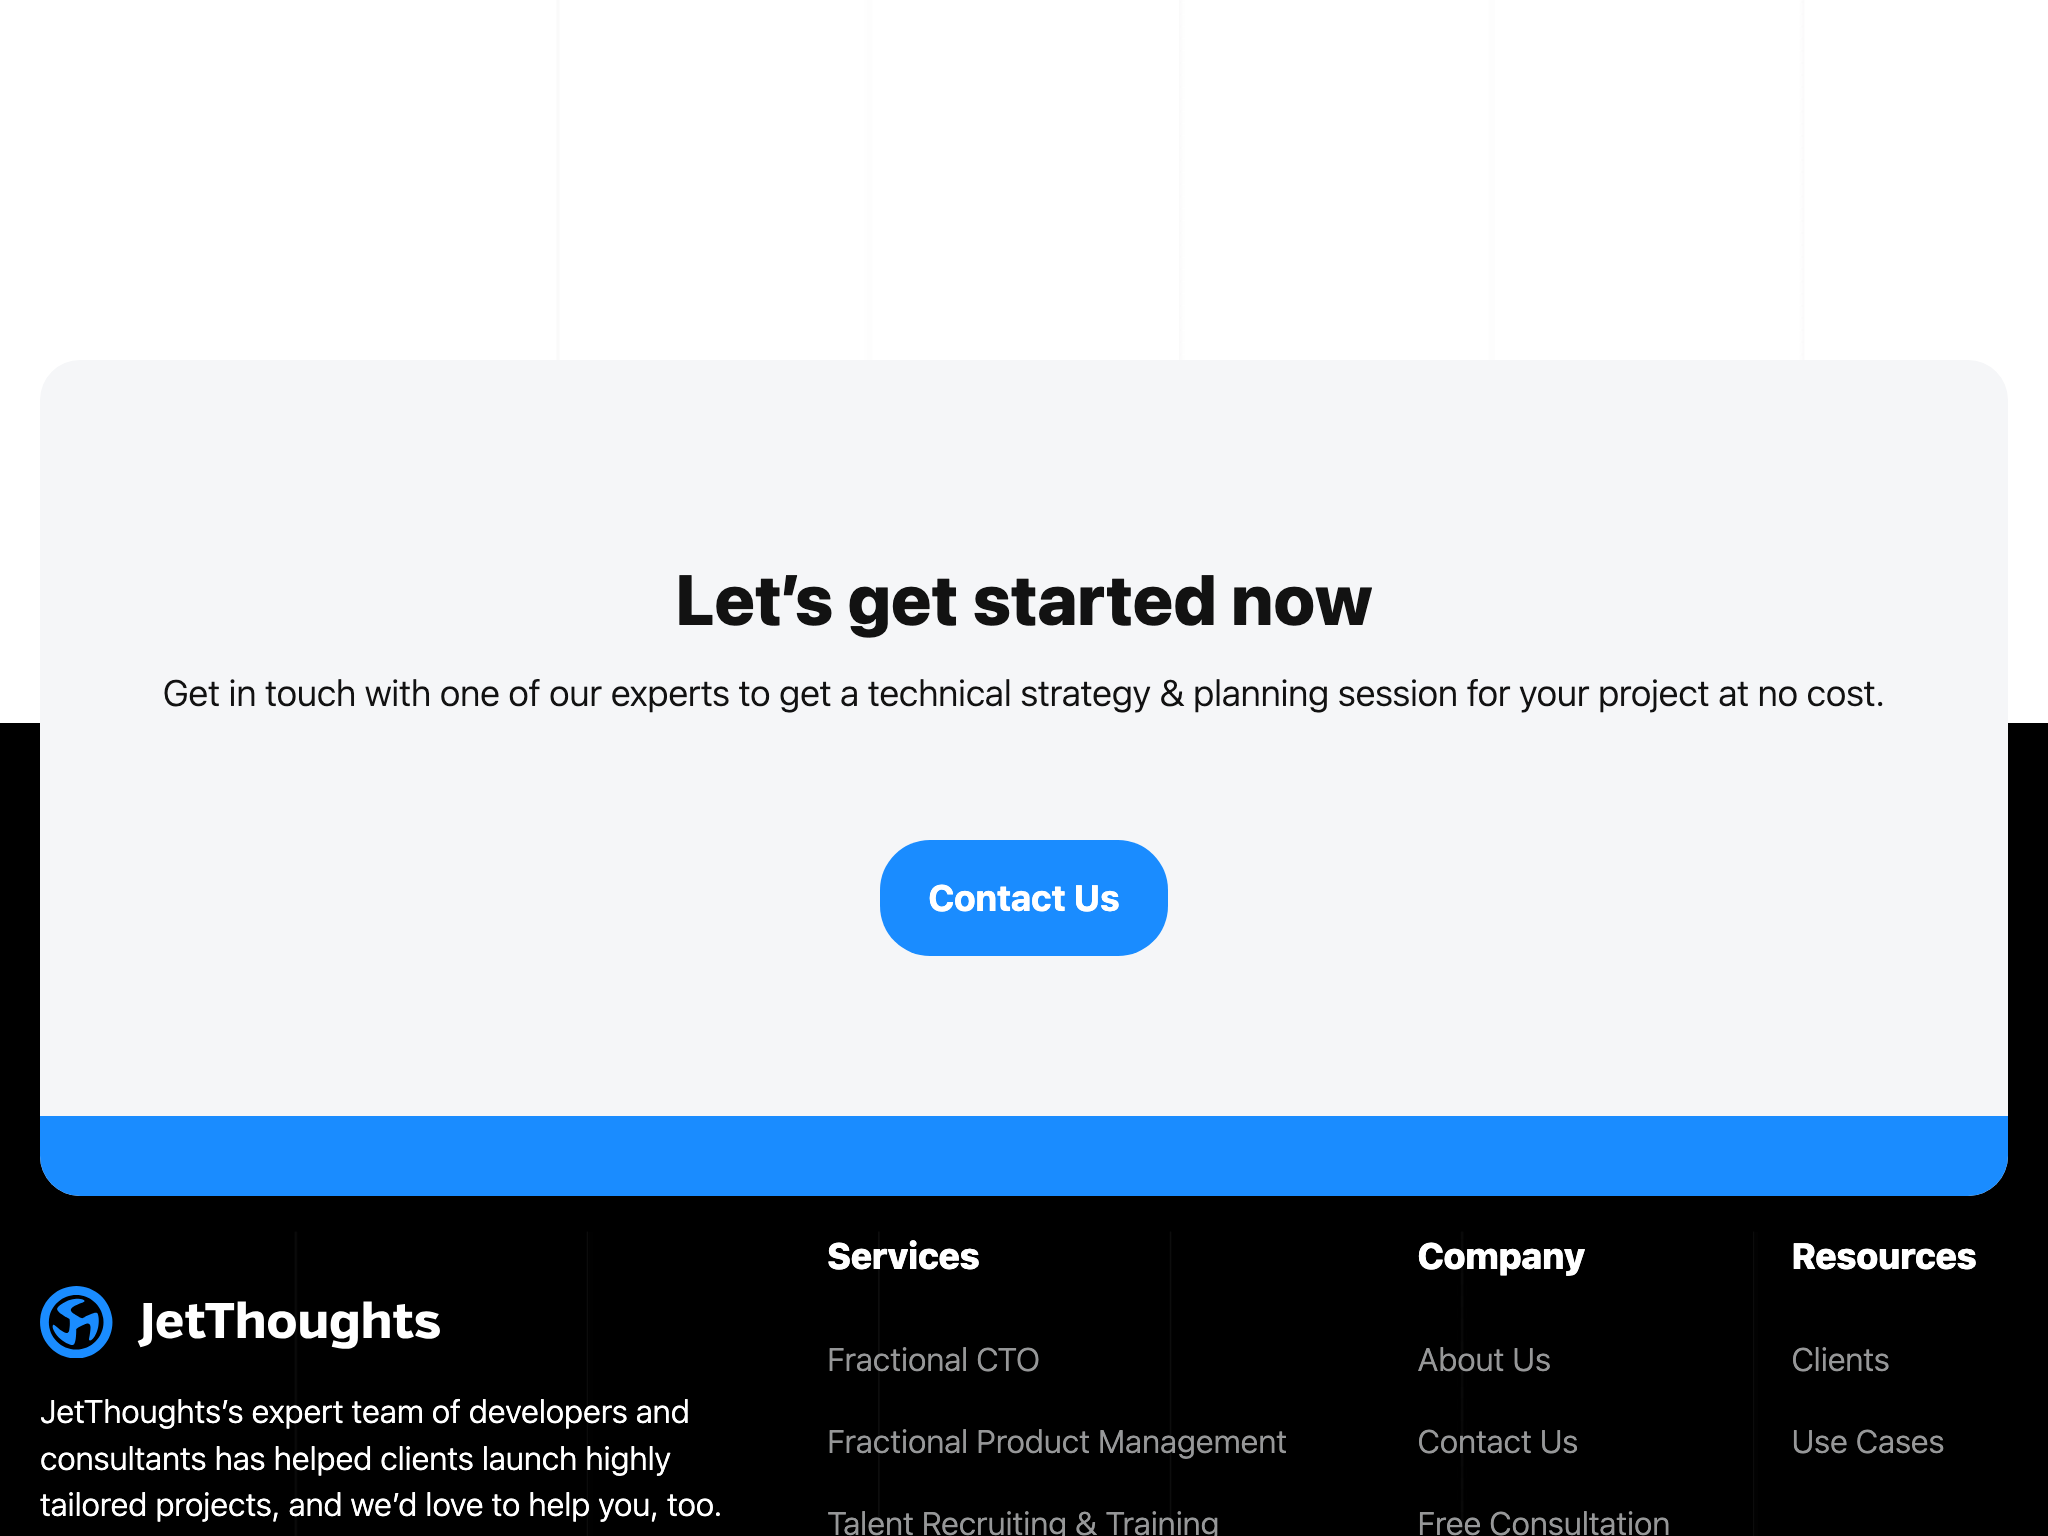 Let’s get started now
Get in touch with one of our experts to get a technical strategy & planning session for your project at no cost.
Contact Us
JetThoughts
JetThoughts’s expert team of developers and
consultants has helped clients launch highly
tailored projects, and we’d love to help you, too.
Services
Fractional CTO
Fractional Product Management
Talent Recruiting & Training
Company
About Us
Contact Us
Free Consultation
Resources
Clients
Use Cases